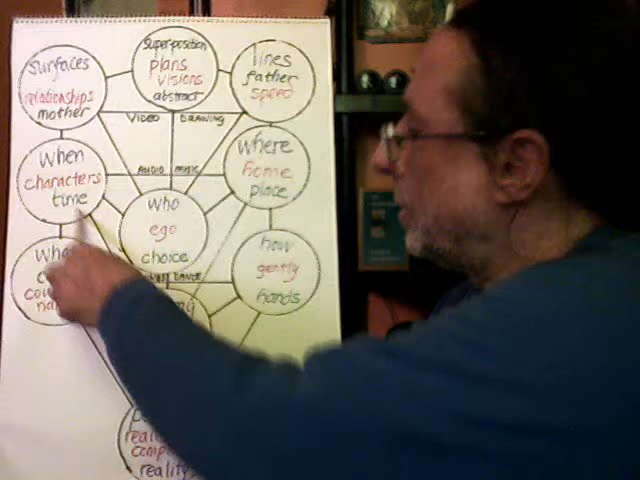 superposition
plans
visions
abstract
surfaces
relationships
mother
lines
father
speed
VIDEO DRAWING
when
characters
time
where
home
place
AUDIO MUSIC
who
ego
choice
how
gently
hands
DANCE
reality